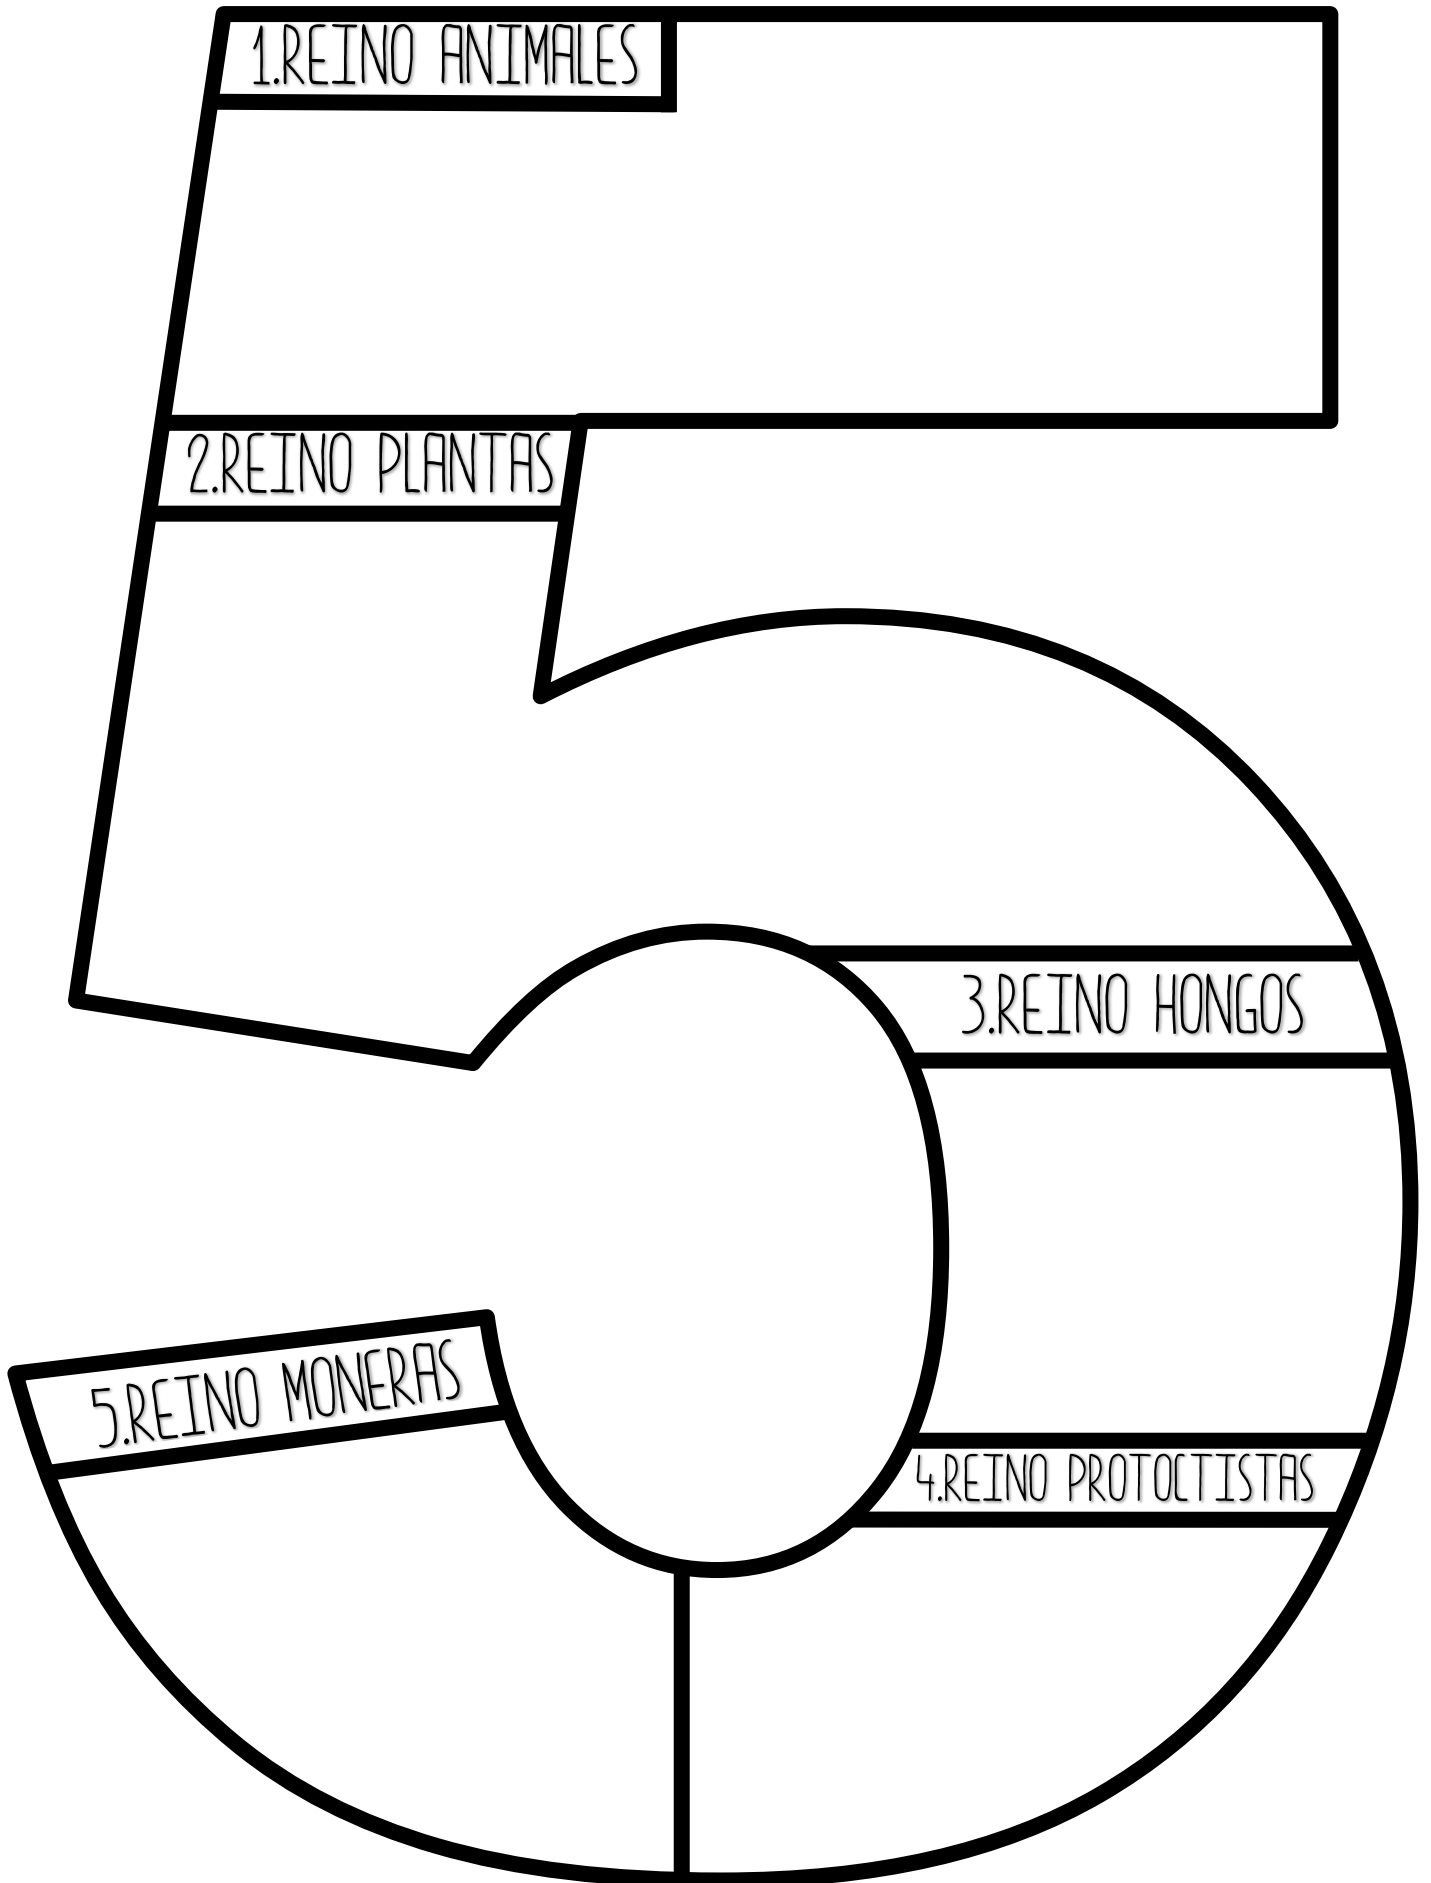 1.REINO ANIMALES
2.REINO PLANTAS
3.REINO HONGOS
4.REINO PROTOCTISTAS
5.REINO MONERAS